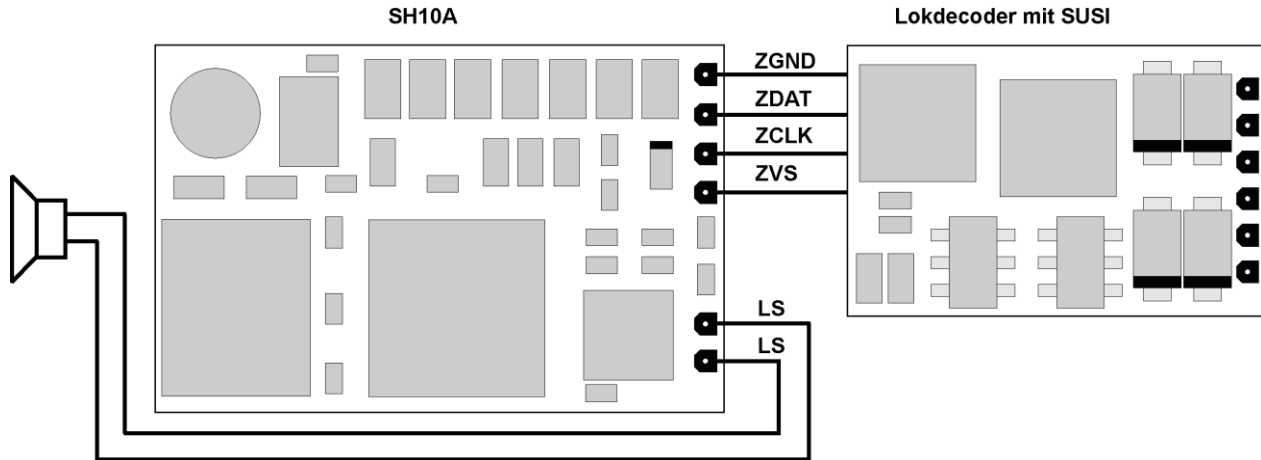 SH10A
Lokdecoder mit SUSI
ZGND
ZDAT
ZCLK
ZVS
LS
LS